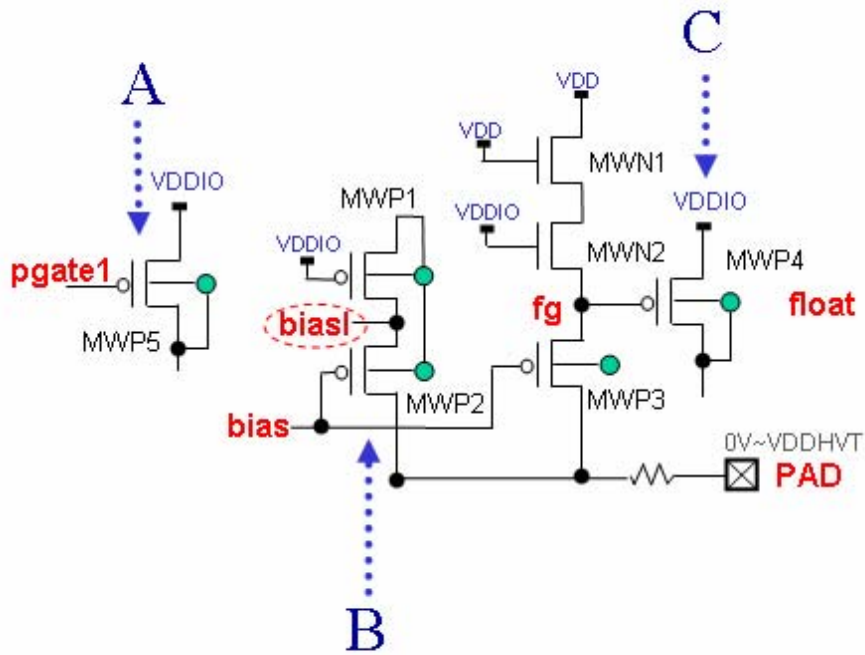 C
A
VDD
VDD
MWN1
VDDIO
MWP1
VDDIO
VDDIO
VDDIO
MWN2
MWP4
pgate1
fg
float
biasl
MWP5
MWP2
MWP3
bias
0V~VDDHVT
PAD
B